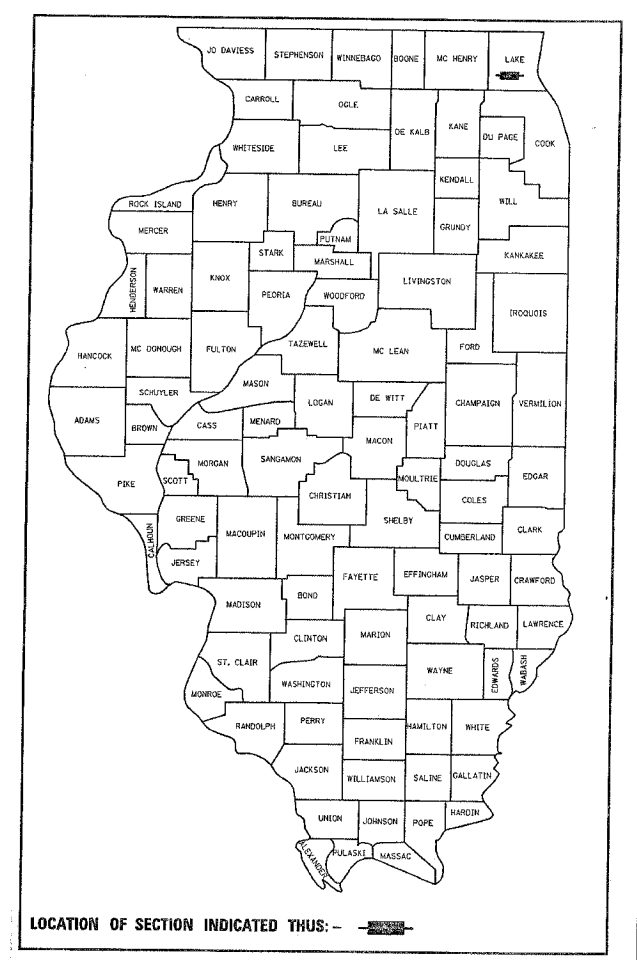 JO DAVIESS
STEPHENSON
WINNEBAGO
BOONE
MC HENRY
LAKE
CARROLL
OGLE
DE KALB
KANE
DU PAGE
COOK
WHITESIDE
LEE
KENDALL
WILL
ROCK ISLAND
HENRY
BUREAU
LA SALLE
GRUNDY
MERCER
PUTNAM
STARK
MARSHALL
KANKAKEE
HENDERSON
WARREN
KNOX
PEORIA
WOODFORD
LIVINGSTON
IROQUOIS
HANCOCK
MC DONOUGH
FULTON
TAZEWELL
MC LEAN
FORD
MASON
SCHUYLER
LOGAN
DE WITT
CHAMPAIGN
VERMILION
ADAMS
BROWN
CASS
MENARD
MACON
PIATT
PIKE
SCOTT
MORGAN
SANGAMON
CHRISTIAN
MOULTRIE
DOUGLAS
EDGAR
COLES
CALHOUN
GREENE
MACOUPIN
MONTGOMERY
SHELBY
CUMBERLAND
CLARK
JERSEY
FAYETTE
EFFINGHAM
JASPER
CRAWFORD
MADISON
BOND
CLAY
RICHLAND
LAWRENCE
CLINTON
MARION
ST. CLAIR
WAYNE
EDWARDS
WABASH
WASHINGTON
JEFFERSON
MONROE
RANDOLPH
PERRY
HAMILTON
WHITE
FRANKLIN
JACKSON
WILLIAMSON
SALINE
GALLATIN
UNION
JOHNSON
POPE
HARDIN
ALEXANDER
PULASKI
MASSAC
LOCATION OF SECTION INDICATED THUS: -